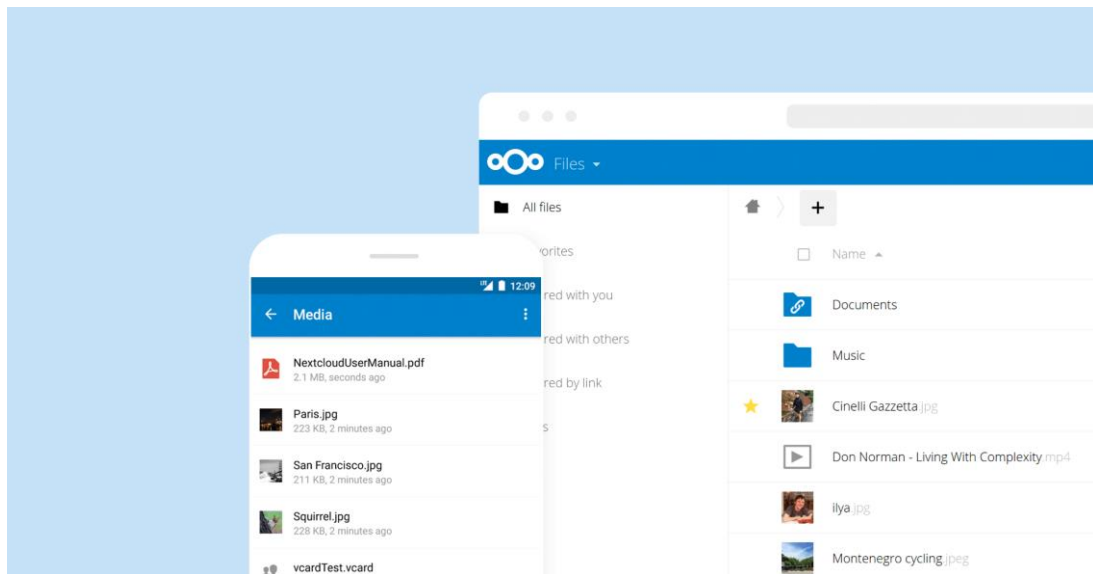 Files
All files
vorites
red with you
red with others
red by link
s
Name
Documents
Music
Cinelli Gazzetta.jpg
Don Norman - Living With Complexity.mp4
ilya.jpg
Montenegro cycling.jpeg
LTE 12:09
Media
NextcloudUserManual.pdf
2.1 MB, seconds ago
Paris.jpg
223 KB, 2 minutes ago
San Francisco.jpg
211 KB, 2 minutes ago
Squirrel.jpg
228 KB, 2 minutes ago
vcardTest.vcard